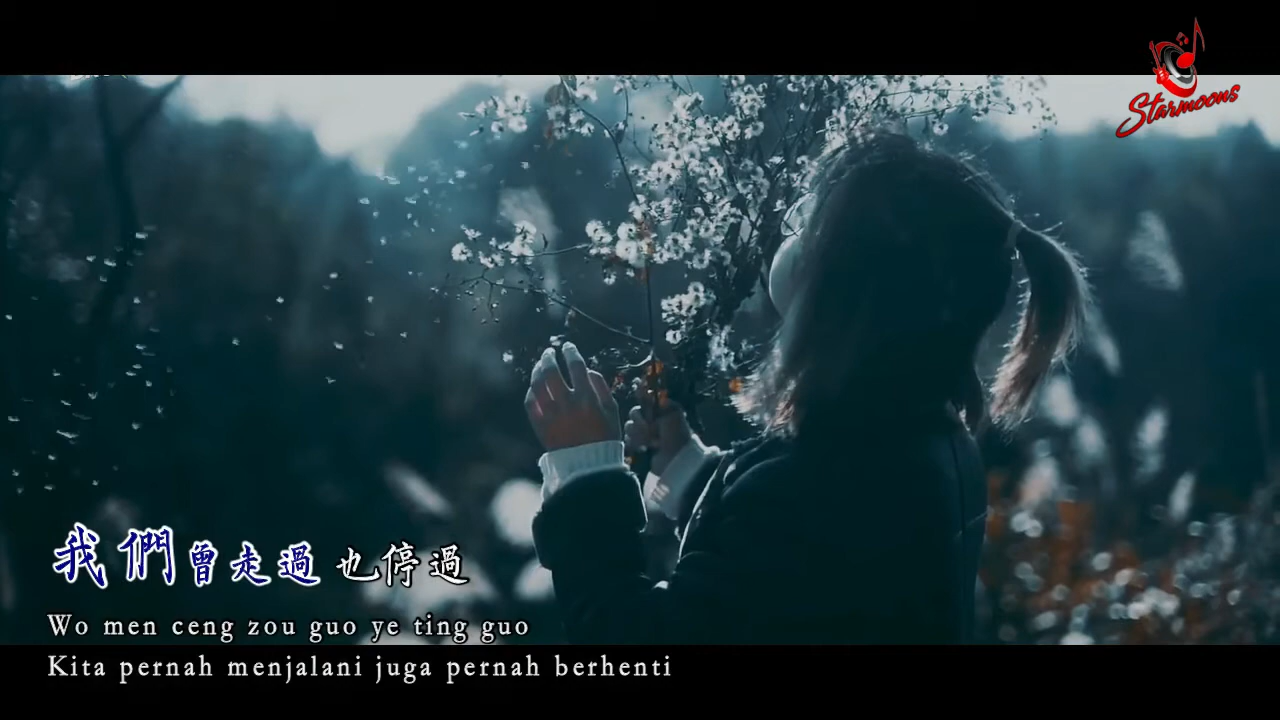 Starmoons
我們曾走過 也停過
Wo men ceng zou guo ye ting guo
Kita pernah menjalani juga pernah berhenti